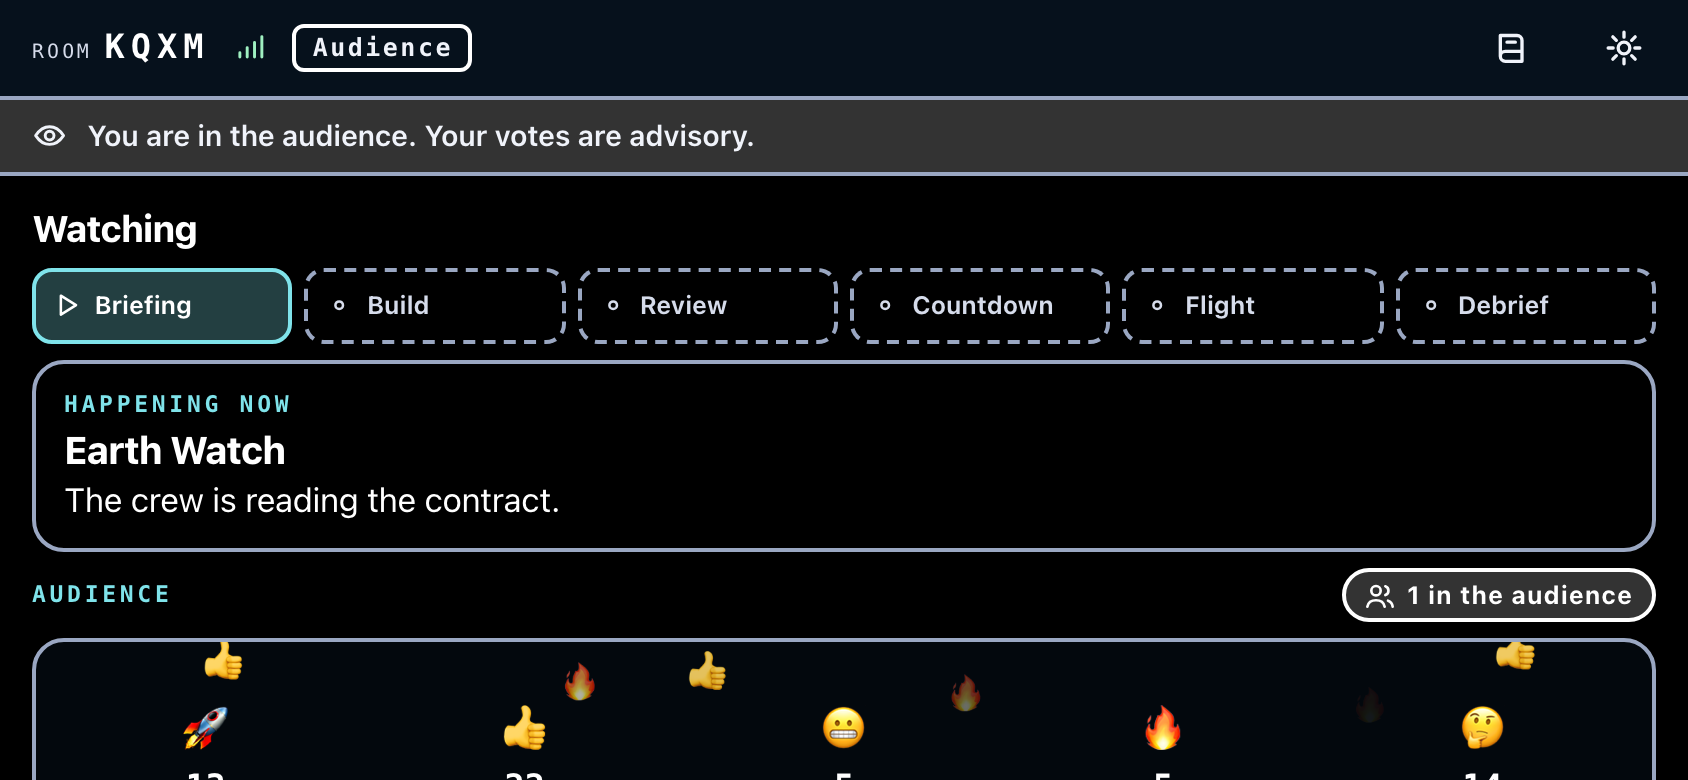 ROOM KQXM Audience
You are in the audience. Your votes are advisory.
Watching
Briefing Build Review Countdown Flight Debrief
HAPPENING NOW
Earth Watch
The crew is reading the contract.
AUDIENCE 1 in the audience